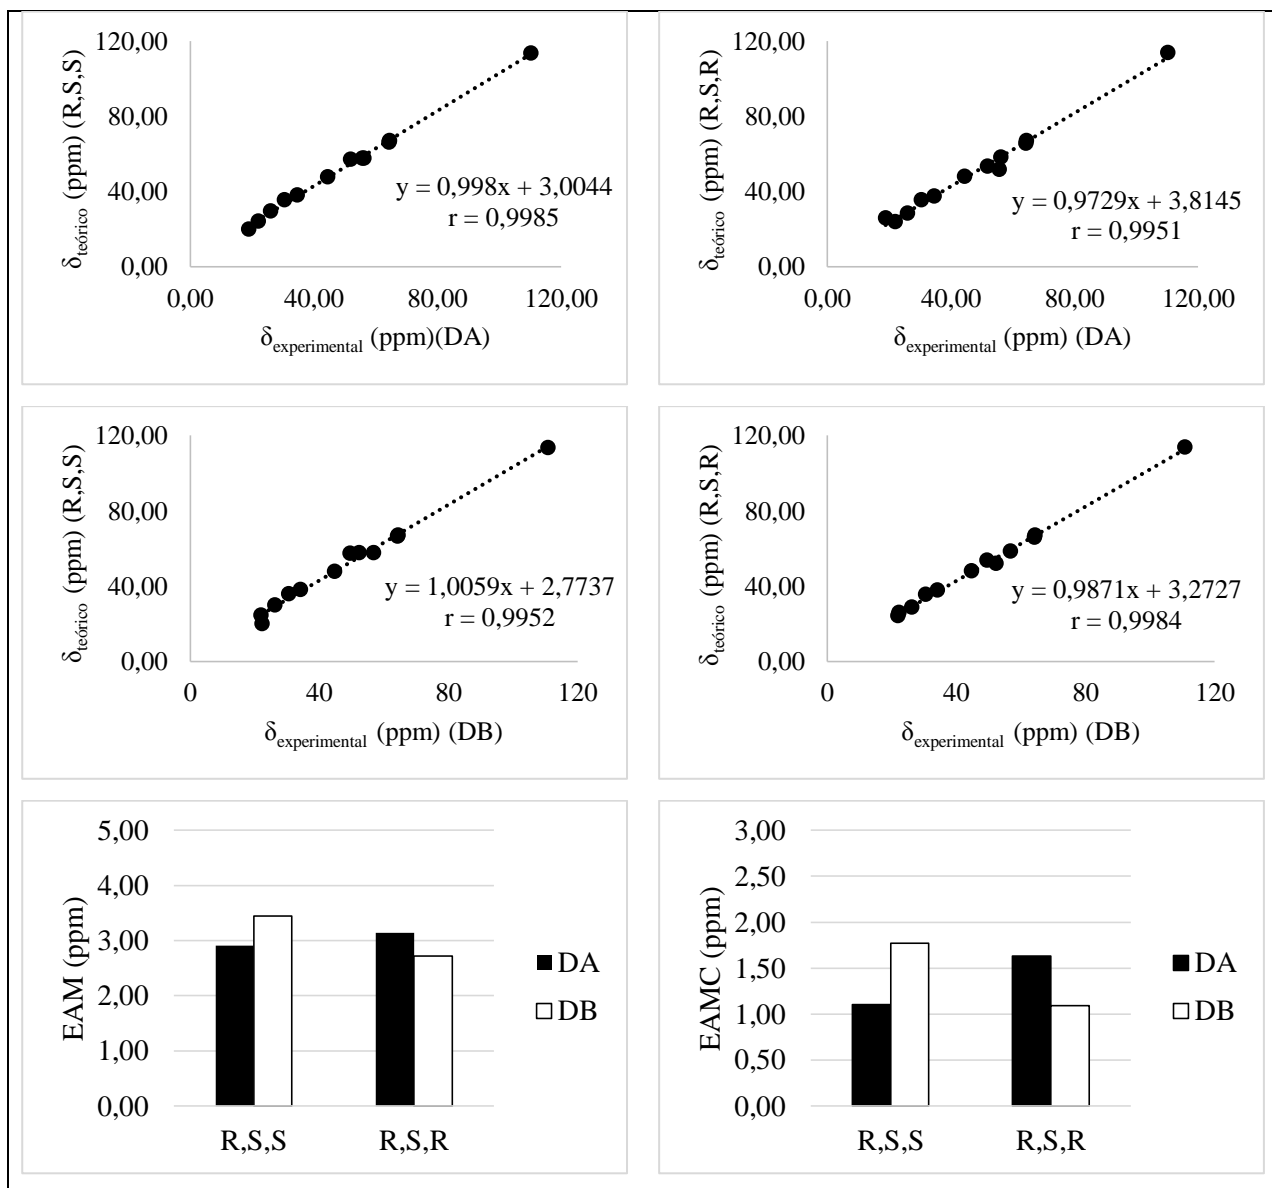 120,00
80,00
40,00
0,00
δteórico (ppm) (R,S,S)
y = 0,998x + 3,0044
r = 0,9985
0,00 40,00 80,00 120,00
δexperimental (ppm)(DA)
120,00
80,00
40,00
0,00
δteórico (ppm) (R,S,R)
y = 0,9729x + 3,8145
r = 0,9951
0,00 40,00 80,00 120,00
δexperimental (ppm) (DA)
120,00
80,00
40,00
0,00
δteórico (ppm) (R,S,S)
y = 1,0059x + 2,7737
r = 0,9952
0 40 80 120
δexperimental (ppm) (DB)
120,00
80,00
40,00
0,00
δteórico (ppm) (R,S,R)
y = 0,9871x + 3,2727
r = 0,9984
0 40 80 120
δexperimental (ppm) (DB)
5,00
4,00
3,00
2,00
1,00
0,00
EAM (ppm)
DA
DB
R,S,S R,S,R
3,00
2,50
2,00
1,50
1,00
0,50
0,00
EAMC (ppm)
DA
DB
R,S,S R,S,R